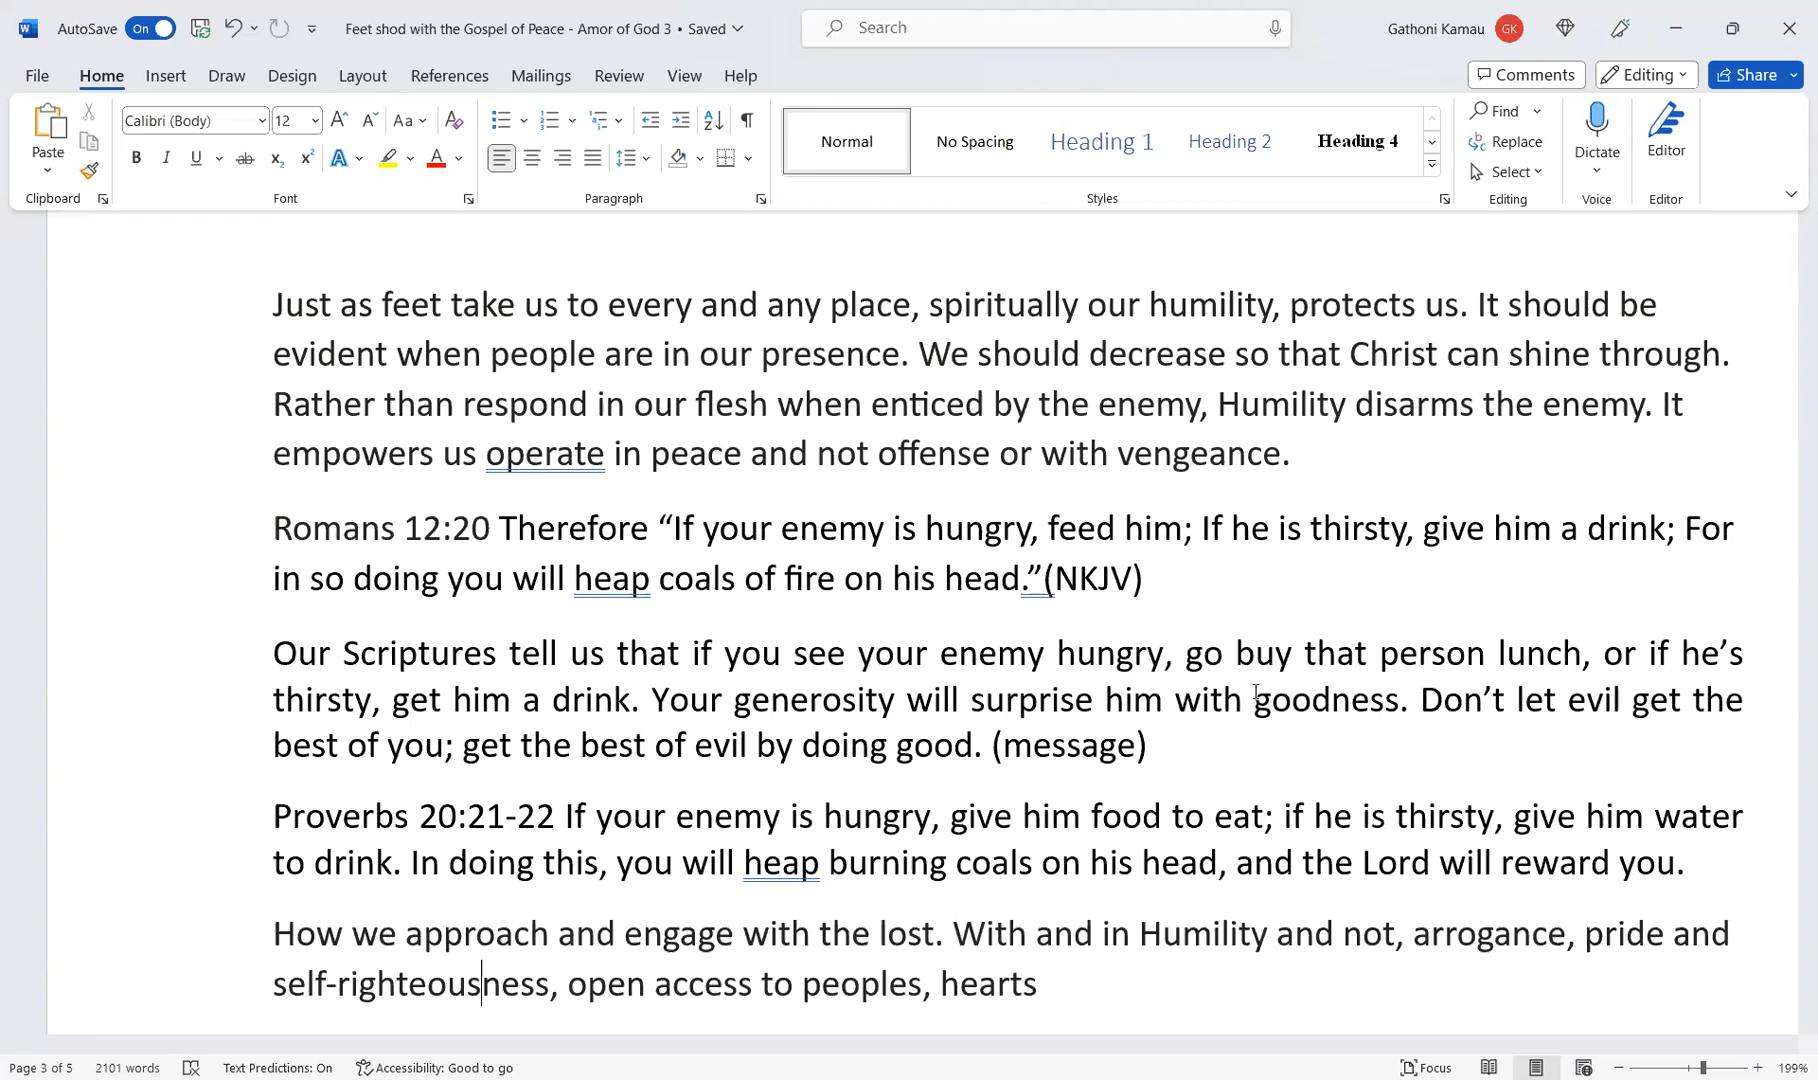 AutoSave On Feet shod with the Gospel of Peace - Amor of God 3 • Saved Search Gathoni Kamau GK
File Home Insert Draw Design Layout References Mailings Review View Help Comments Editing Share
Paste Calibri (Body) 12 Aa Normal No Spacing Heading 1 Heading 2 Heading 4 Find Replace Select Dictate Editor
Clipboard Font Paragraph Styles Editing Voice Editor
Just as feet take us to every and any place, spiritually our humility, protects us. It should be
evident when people are in our presence. We should decrease so that Christ can shine through.
Rather than respond in our flesh when enticed by the enemy, Humility disarms the enemy. It
empowers us operate in peace and not offense or with vengeance.
Romans 12:20 Therefore “If your enemy is hungry, feed him; If he is thirsty, give him a drink; For
in so doing you will heap coals of fire on his head.”(NKJV)
Our Scriptures tell us that if you see your enemy hungry, go buy that person lunch, or if he’s
thirsty, get him a drink. Your generosity will surprise him with goodness. Don’t let evil get the
best of you; get the best of evil by doing good. (message)
Proverbs 20:21-22 If your enemy is hungry, give him food to eat; if he is thirsty, give him water
to drink. In doing this, you will heap burning coals on his head, and the Lord will reward you.
How we approach and engage with the lost. With and in Humility and not, arrogance, pride and
self-righteousness, open access to peoples, hearts
Page 3 of 5 2101 words Text Predictions: On Accessibility: Good to go Focus 199%